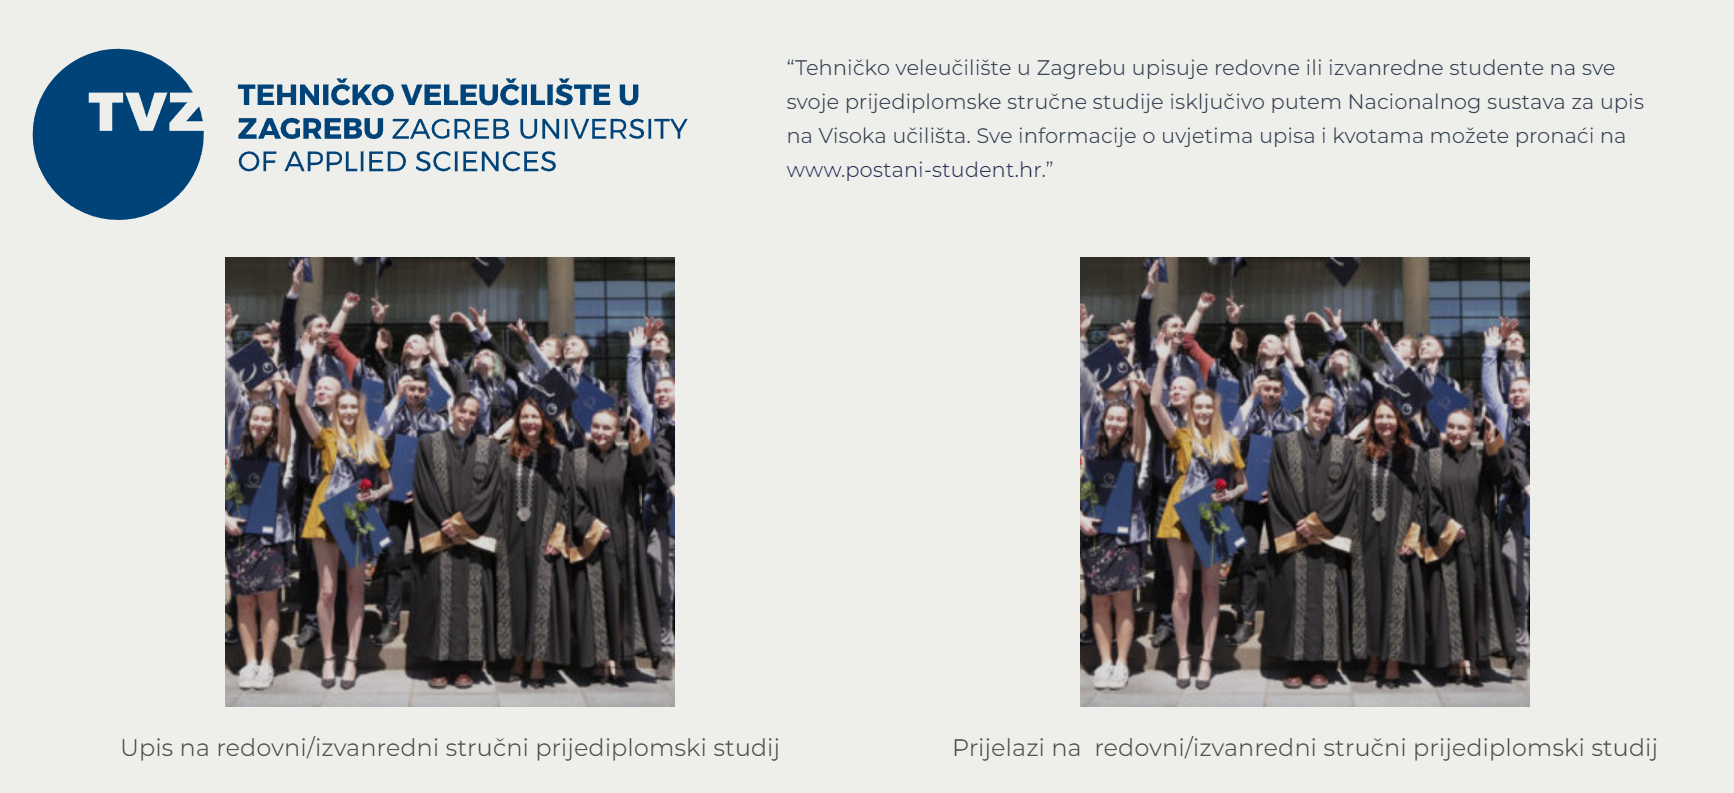 TVZ
TEHNIČKO VELEUČILIŠTE U
ZAGREBU ZAGREB UNIVERSITY
OF APPLIED SCIENCES
“Tehničko veleučilište u Zagrebu upisuje redovne ili izvanredne studente na sve
svoje prijediplomske stručne studije isključivo putem Nacionalnog sustava za upis
na Visoka učilišta. Sve informacije o uvjetima upisa i kvotama možete pronaći na
www.postani-student.hr.”
Upis na redovni/izvanredni stručni prijediplomski studij
Prijelazi na  redovni/izvanredni stručni prijediplomski studij